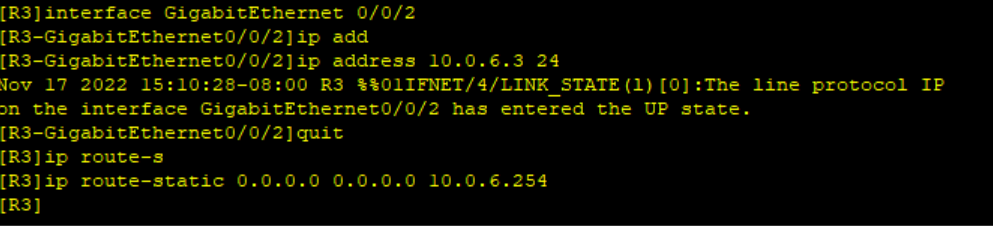 [R3]interface GigabitEthernet 0/0/2
[R3-GigabitEthernet0/0/2]ip add
[R3-GigabitEthernet0/0/2]ip address 10.0.6.3 24
Nov 17 2022 15:10:28-08:00 R3 %%01IFNET/4/LINK_STATE(l)[0]:The line protocol IP
on the interface GigabitEthernet0/0/2 has entered the UP state.
[R3-GigabitEthernet0/0/2]quit
[R3]ip route-s
[R3]ip route-static 0.0.0.0 0.0.0.0 10.0.6.254
[R3]